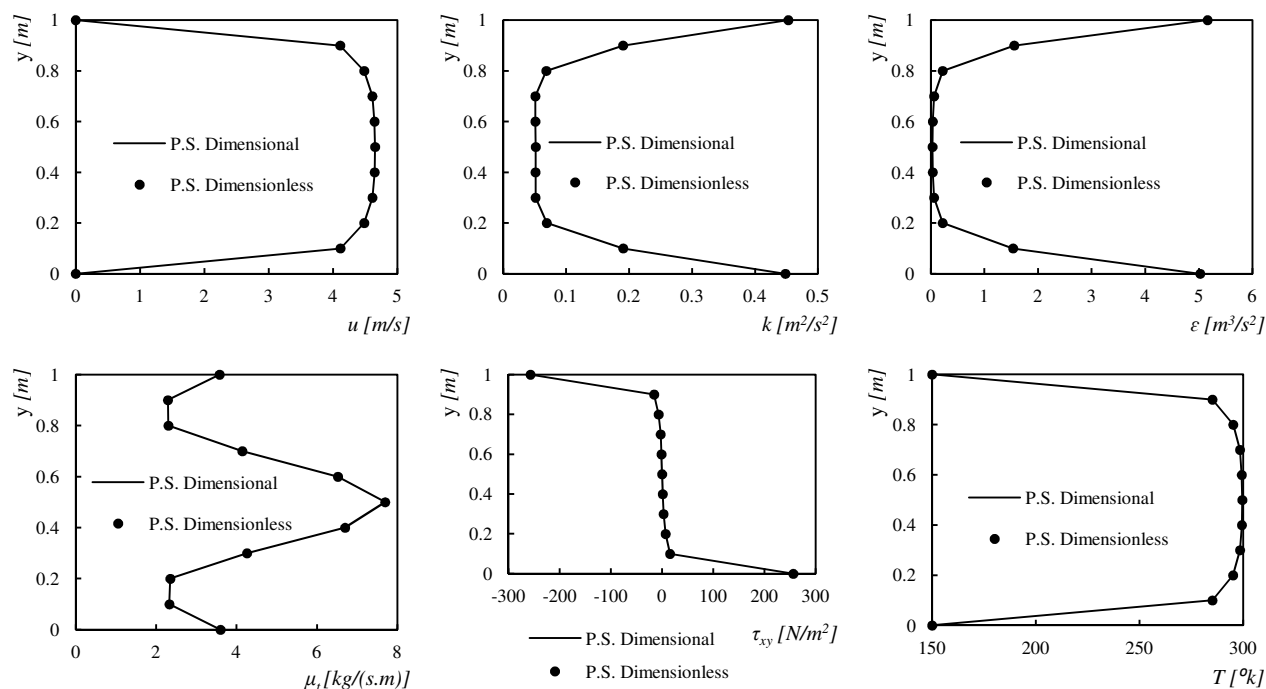 y [m]
1
0.8
0.6
0.4
0.2
0
P.S. Dimensional
P.S. Dimensionless
0 1 2 3 4 5
u [m/s]
y [m]
1
0.8
0.6
0.4
0.2
0
P.S. Dimensional
P.S. Dimensionless
0 0.1 0.2 0.3 0.4 0.5
k [m²/s²]
y [m]
1
0.8
0.6
0.4
0.2
0
P.S. Dimensional
P.S. Dimensionless
0 1 2 3 4 5 6
ε [m³/s²]
y [m]
1
0.8
0.6
0.4
0.2
0
P.S. Dimensional
P.S. Dimensionless
0 2 4 6 8
μt [kg/(s.m)]
y [m]
1
0.8
0.6
0.4
0.2
0
-300 -200 -100 0 100 200 300
P.S. Dimensional
τxy [N/m²]
P.S. Dimensionless
y [m]
1
0.8
0.6
0.4
0.2
0
P.S. Dimensional
P.S. Dimensionless
150 200 250 300
T [⁰k]